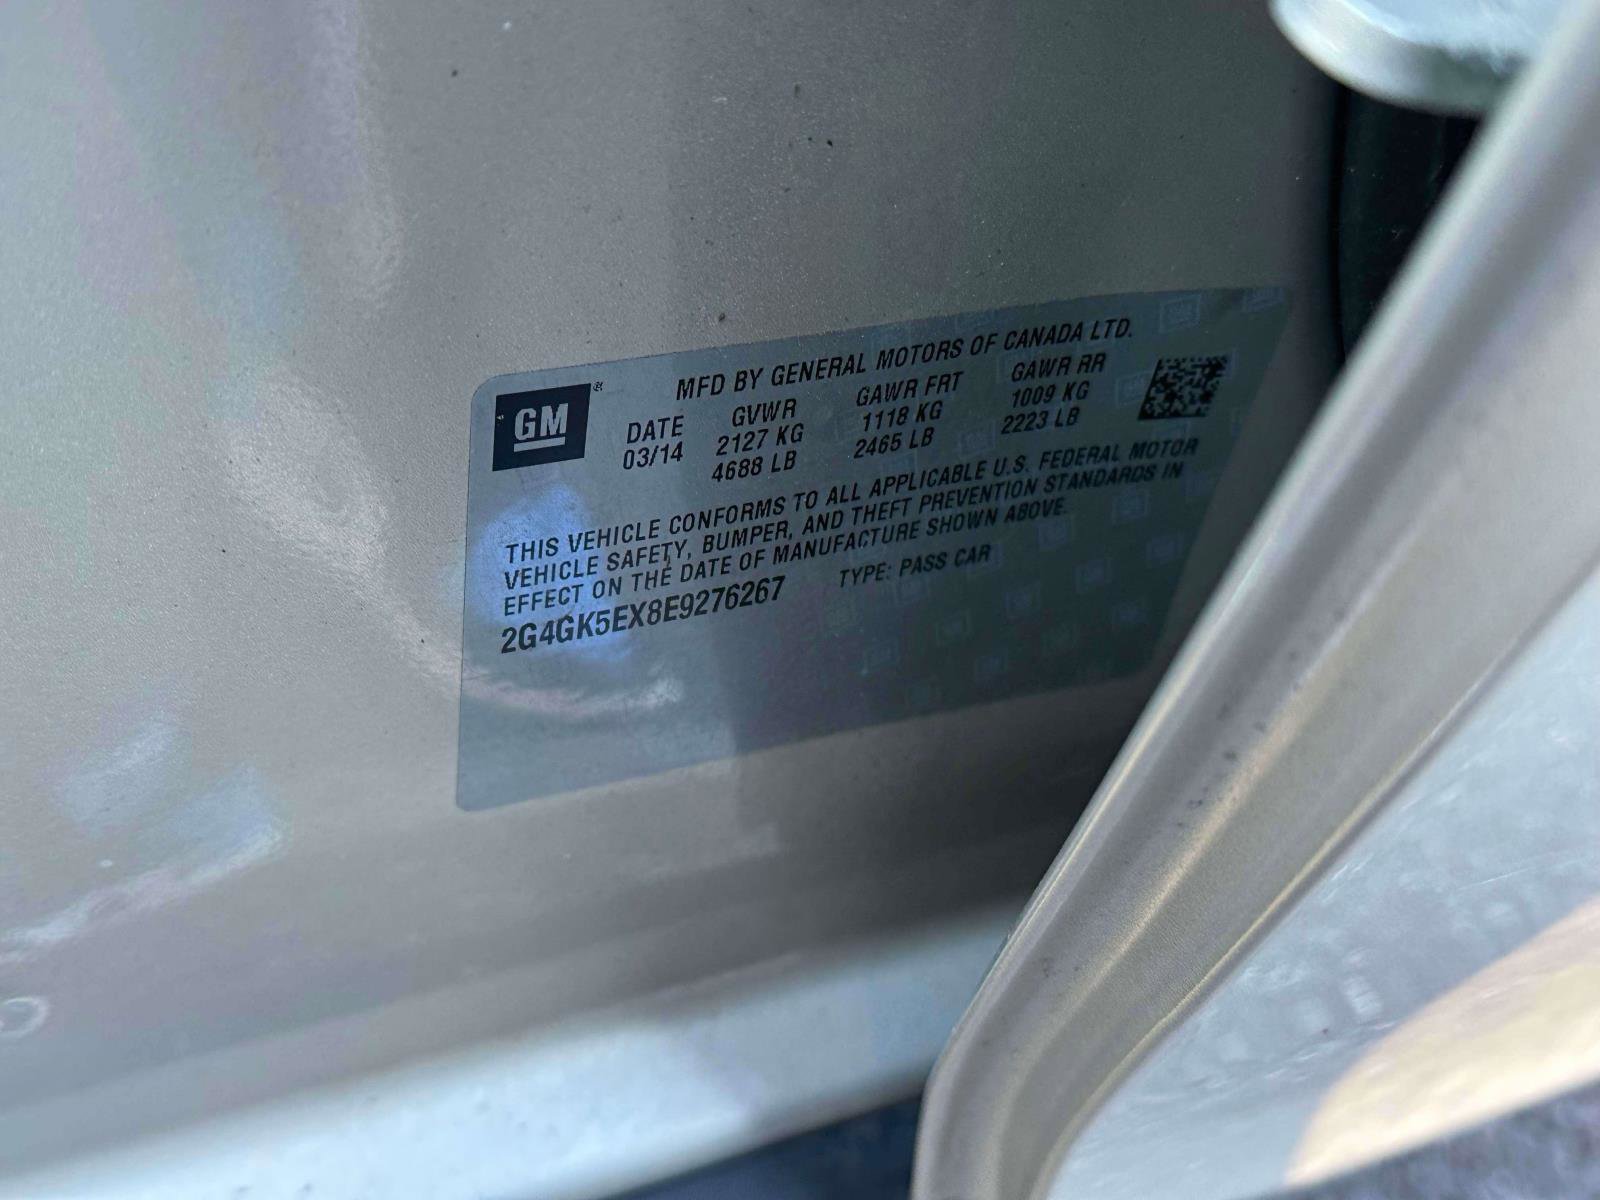 GM
MFD BY GENERAL MOTORS OF CANADA LTD.
DATE GVWR GAWR FRT GAWR RR
03/14 2127 KG 1118 KG 1009 KG
4688 LB 2465 LB 2223 LB
THIS VEHICLE CONFORMS TO ALL APPLICABLE U.S. FEDERAL MOTOR
VEHICLE SAFETY, BUMPER, AND THEFT PREVENTION STANDARDS IN
EFFECT ON THE DATE OF MANUFACTURE SHOWN ABOVE.
2G4GK5EX8E9276267 TYPE: PASS CAR